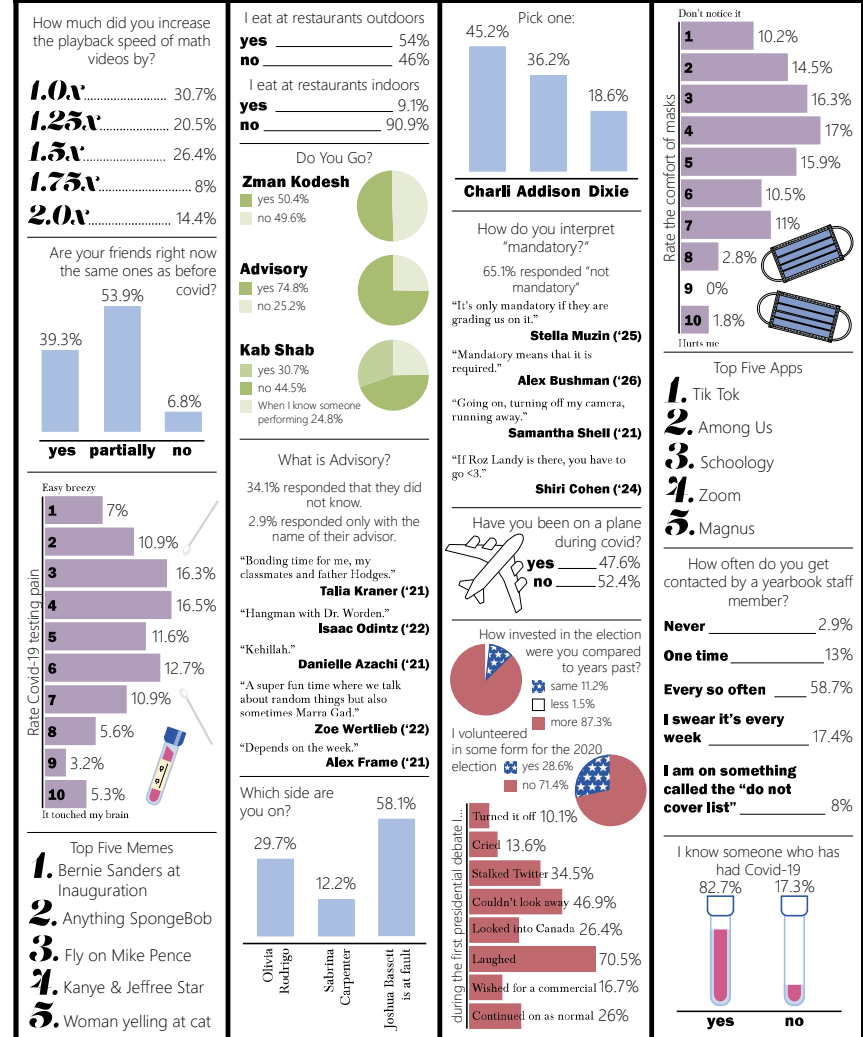 How much did you increase
the playback speed of math
videos by?
1.0x 30.7%
1.25x 20.5%
1.5x 26.4%
1.75x 8%
2.0x 14.4%
Are your friends right now
the same ones as before
covid?
53.9%
39.3%
6.8%
yes partially no
Easy breezy
Rate Covid-19 testing pain
1 7%
2 10.9%
3 16.3%
4 16.5%
5 11.6%
6 12.7%
7 10.9%
8 5.6%
9 3.2%
10 5.3%
It touched my brain
Top Five Memes
1. Bernie Sanders at
Inauguration
2. Anything SpongeBob
3. Fly on Mike Pence
4. Kanye & Jeffree Star
5. Woman yelling at cat
I eat at restaurants outdoors
yes 54%
no 46%
I eat at restaurants indoors
yes 9.1%
no 90.9%
Do You Go?
Zman Kodesh
yes 50.4%
no 49.6%
Advisory
yes 74.8%
no 25.2%
Kab Shab
yes 30.7%
no 44.5%
When I know someone
performing 24.8%
What is Advisory?
34.1% responded that they did
not know.
2.9% responded only with the
name of their advisor.
“Bonding time for me, my
classmates and father Hodges.”
Talia Kraner (‘21)
“Hangman with Dr. Worden.”
Isaac Odintz (‘22)
“Kehillah.”
Danielle Azachi (‘21)
“A super fun time where we talk
about random things but also
sometimes Marra Gad.”
Zoe Wertlieb (‘22)
“Depends on the week.”
Alex Frame (‘21)
Which side are
you on?
58.1%
29.7%
12.2%
Olivia
Rodrigo
Sabrina
Carpenter
Joshua Bassett
is at fault
Pick one:
45.2%
36.2%
18.6%
Charli Addison Dixie
How do you interpret
“mandatory?“
65.1% responded “not
mandatory“
“It’s only mandatory if they are
grading us on it.”
Stella Muzin (‘25)
“Mandatory means that it is
required.”
Alex Bushman (‘26)
“Going on, turning off my camera,
running away.”
Samantha Shell (‘21)
“If Roz Landy is there, you have to
go <3.”
Shiri Cohen (‘24)
Have you been on a plane
during covid?
yes 47.6%
no 52.4%
How invested in the election
were you compared
to years past?
same 11.2%
less 1.5%
more 87.3%
I volunteered
in some form for the 2020
election
yes 28.6%
no 71.4%
during the first presidential debate I...
Turned it off 10.1%
Cried 13.6%
Stalked Twitter 34.5%
Couldn’t look away 46.9%
Looked into Canada 26.4%
Laughed 70.5%
Wished for a commercial 16.7%
Continued on as normal 26%
Don’t notice it
Rate the comfort of masks
1 10.2%
2 14.5%
3 16.3%
4 17%
5 15.9%
6 10.5%
7 11%
8 2.8%
9 0%
10 1.8%
Hurts me
Top Five Apps
1. Tik Tok
2. Among Us
3. Schoology
4. Zoom
5. Magnus
How often do you get
contacted by a yearbook staff
member?
Never 2.9%
One time 13%
Every so often 58.7%
I swear it’s every
week 17.4%
I am on something
called the “do not
cover list” 8%
I know someone who has
had Covid-19
82.7% 17.3%
yes no